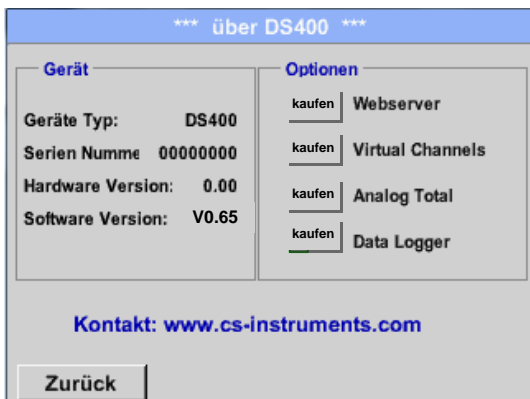 *** über DS400 ***
Gerät
Geräte Typ: DS400
Serien Numme 00000000
Hardware Version: 0.00
Software Version: V0.65
Optionen
kaufen Webserver
kaufen Virtual Channels
kaufen Analog Total
kaufen Data Logger
Kontakt: www.cs-instruments.com
Zurück